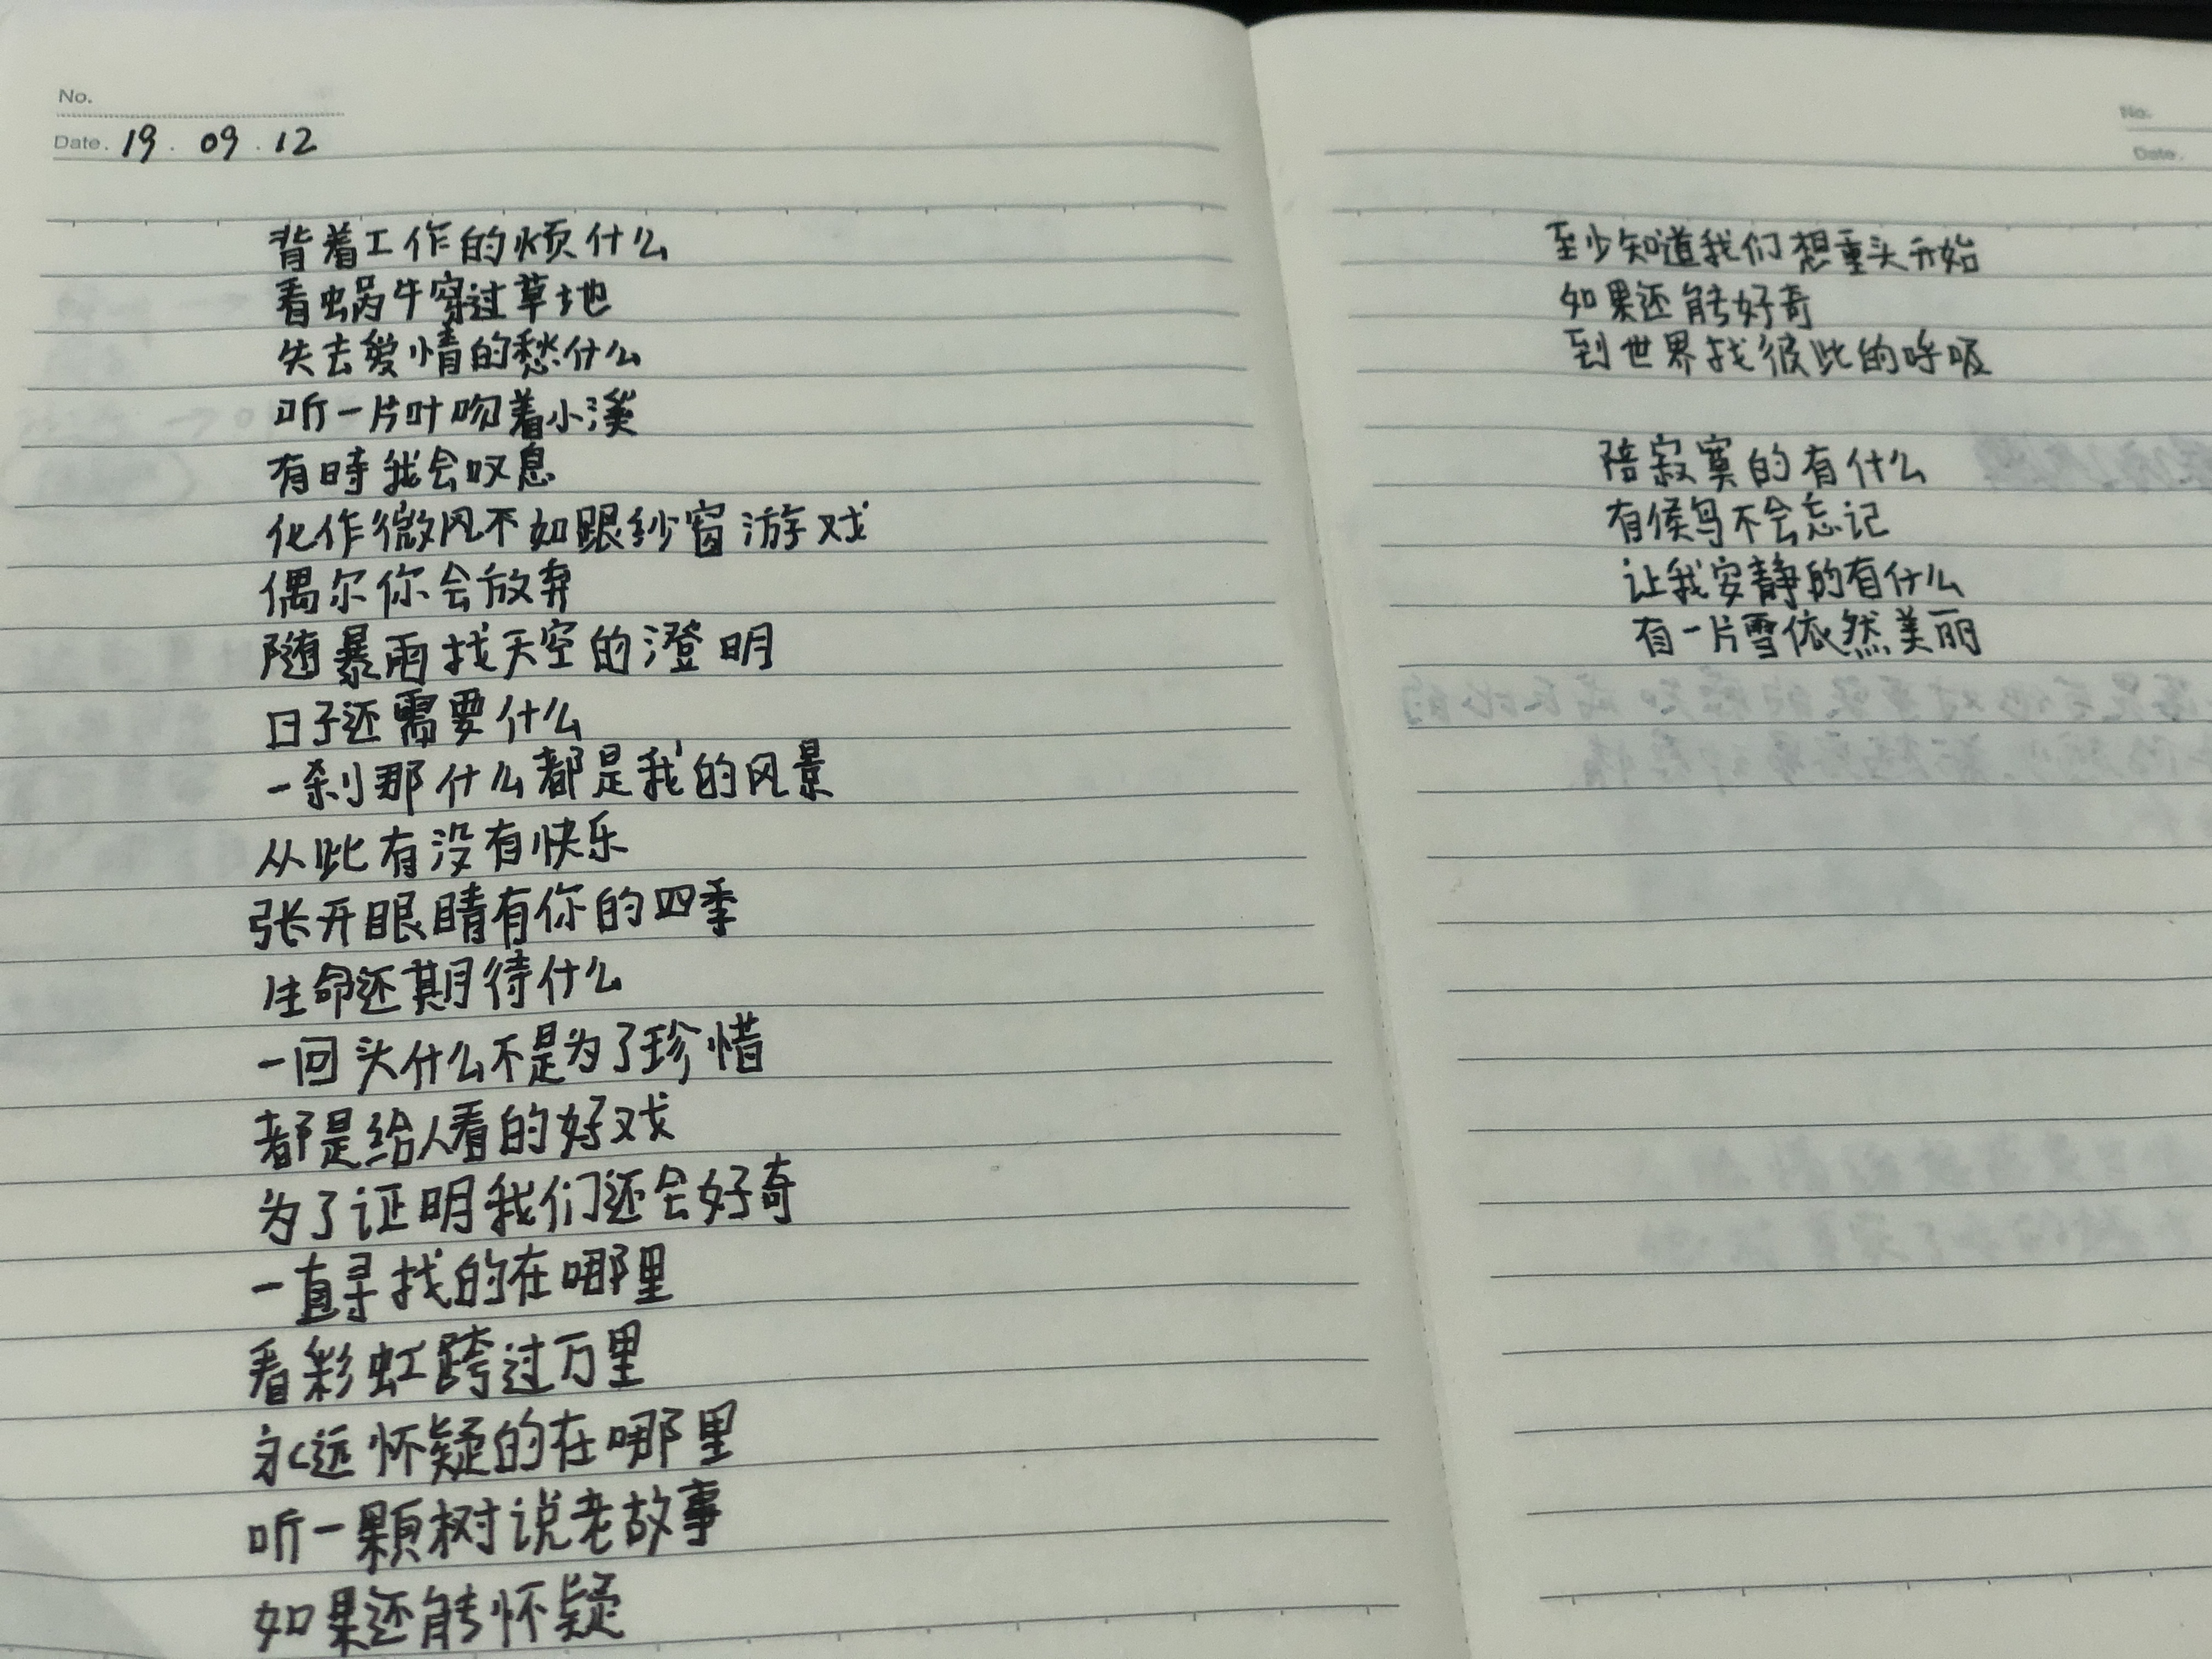 No.
Date. 19. 09. 12
背着工作的烦什么
看蜗牛穿过草地
失去爱情的愁什么
听一片叶吻着小溪
有時我会叹息
化作微风不如跟纱窗游戏
偶尔你会放弃
随暴雨找天空的澄明
日子还需要什么
一刹那什么都是我的风景
从此有没有快乐
张开眼睛有你的四季
生命还期待什么
一回头什么不是为了珍惜
都是给人看的好戏
为了证明我们还会好奇
一直寻找的在哪里
看彩虹跨过万里
永远怀疑的在哪里
听一颗树说老故事
如果还能怀疑
No.
Date.
至少知道我们想重头开始
如果还能好奇
到世界找彼此的呼吸
陪寂寞的有什么
有候鸟不会忘记
让我安静的有什么
有一片雪依然美丽